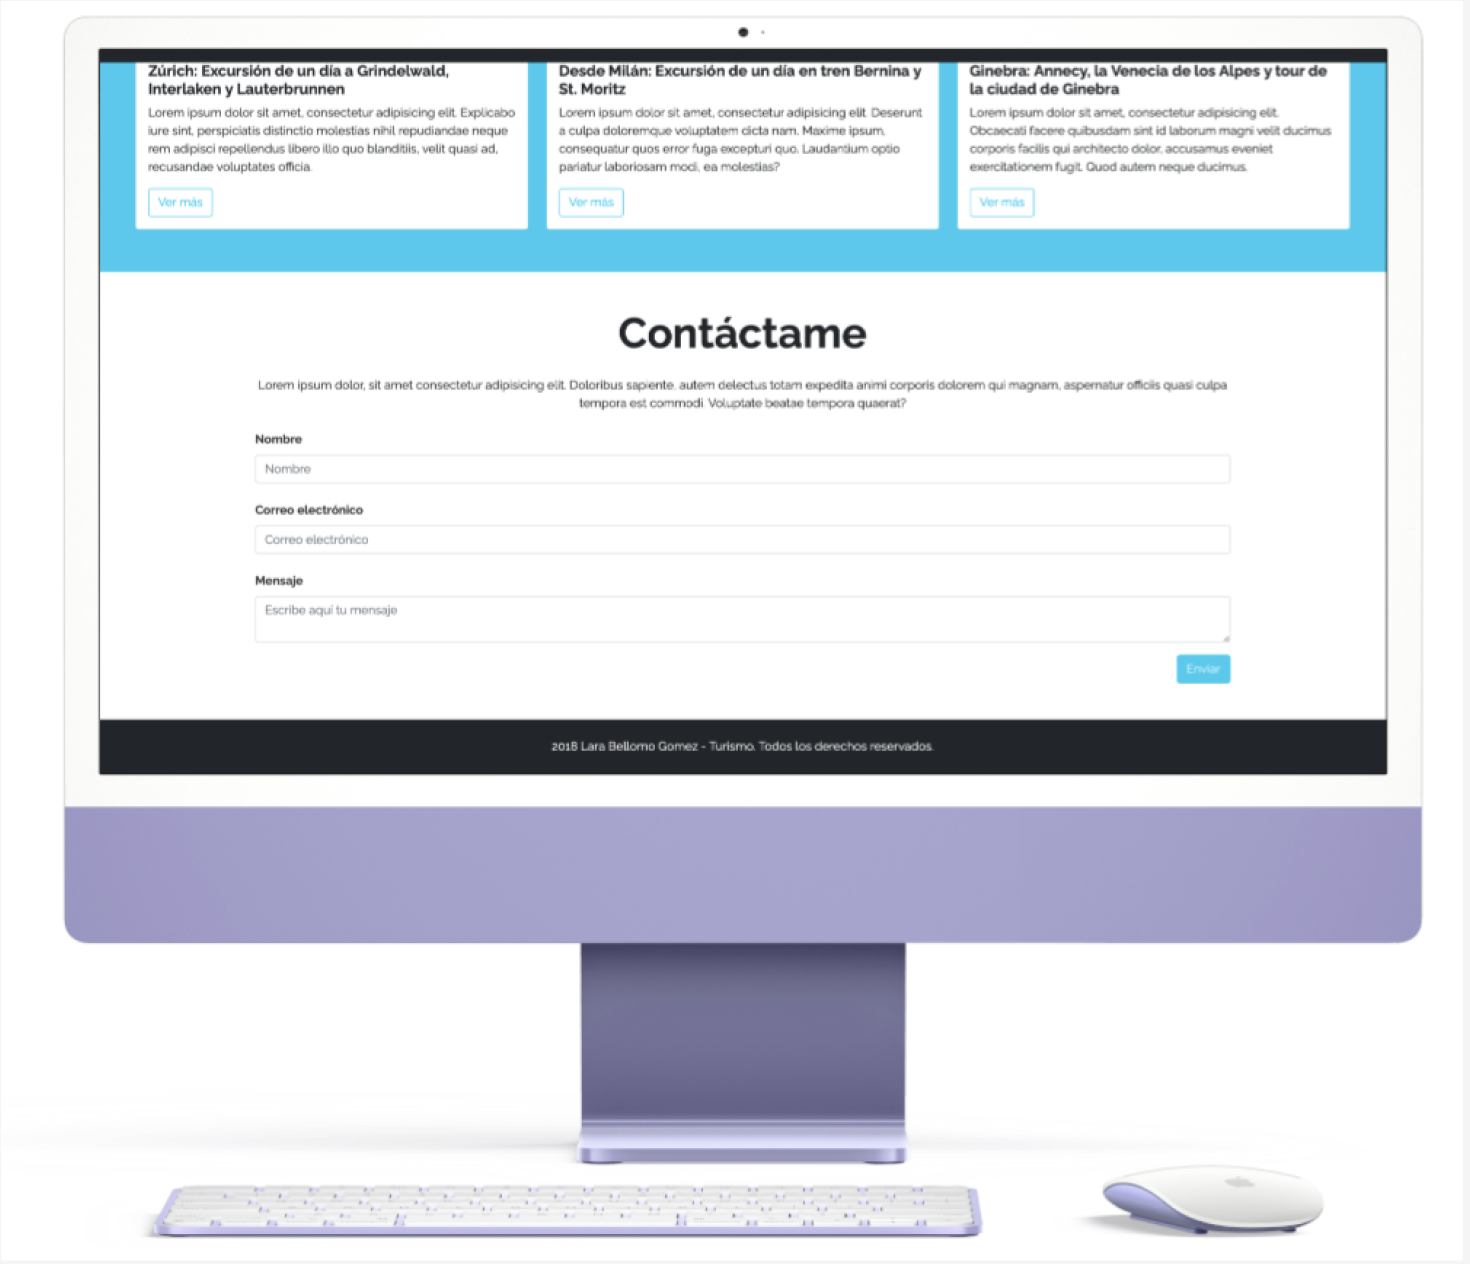 Zúrich: Excursión de un día a Grindelwald,
Interlaken y Lauterbrunnen
Lorem ipsum dolor sit amet, consectetur adipisicing elit. Explicabo
iure sint, perspiciatis distinctio molestias nihil repudiandae neque
rem adipisci repellendus libero illo quo blanditiis, velit quasi ad,
recusandae voluptates officia.
Ver más
Desde Milán: Excursión de un día en tren Bernina y
St. Moritz
Lorem ipsum dolor sit amet, consectetur adipisicing elit. Deserunt
a culpa doloremque voluptatem dicta nam. Maxime ipsum,
consequatur quos error fuga excepturi quo. Laudantium optio
pariatur laboriosam modi, ea molestias?
Ver más
Ginebra: Annecy, la Venecia de los Alpes y tour de
la ciudad de Ginebra
Lorem ipsum dolor sit amet, consectetur adipisicing elit.
Obcaecati facere quibusdam sint id laborum magni velit ducimus
corporis facilis qui architecto dolor, accusamus eveniet
exercitationem fugit. Quod autem neque ducimus.
Ver más
Contáctame
Lorem ipsum dolor, sit amet consectetur adipisicing elit. Doloribus sapiente, autem delectus totam expedita animi corporis dolorem qui magnam, aspernatur officiis quasi culpa
tempora est commodi. Voluptate beatae tempora quaerat?
Nombre
Nombre
Correo electrónico
Correo electrónico
Mensaje
Escribe aquí tu mensaje
Enviar
2018 Lara Bellomo Gomez - Turismo. Todos los derechos reservados.